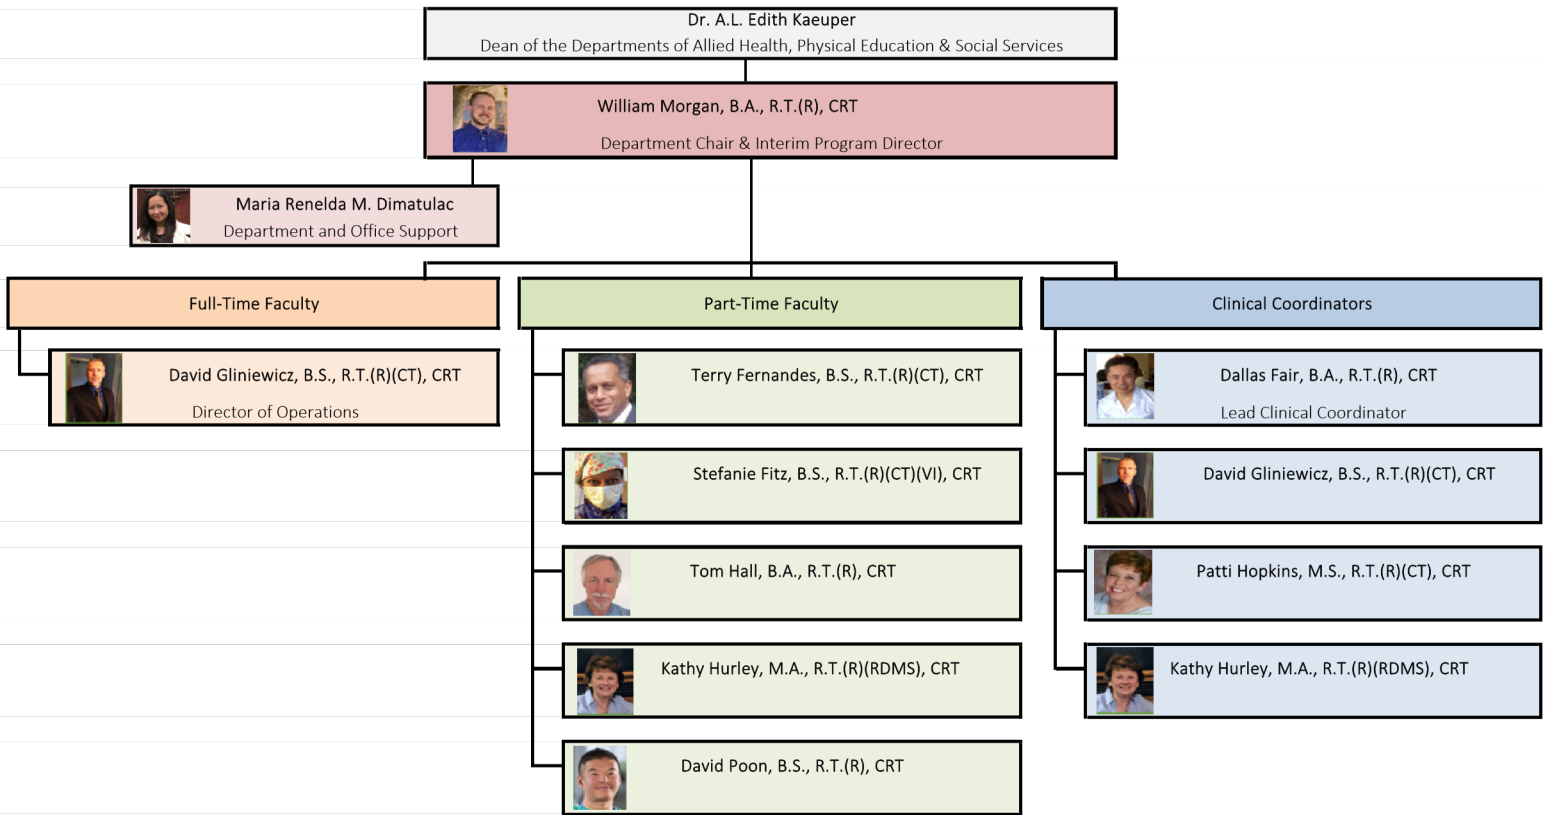 Dr. A.L. Edith Kaeuper
Dean of the Departments of Allied Health, Physical Education & Social Services
William Morgan, B.A., R.T.(R), CRT
Department Chair & Interim Program Director
Maria Renelda M. Dimatulac
Department and Office Support
Full-Time Faculty
David Gliniewicz, B.S., R.T.(R)(CT), CRT
Director of Operations
Part-Time Faculty
Terry Fernandes, B.S., R.T.(R)(CT), CRT
Stefanie Fitz, B.S., R.T.(R)(CT)(VI), CRT
Tom Hall, B.A., R.T.(R), CRT
Kathy Hurley, M.A., R.T.(R)(RDMS), CRT
David Poon, B.S., R.T.(R), CRT
Clinical Coordinators
Dallas Fair, B.A., R.T.(R), CRT
Lead Clinical Coordinator
David Gliniewicz, B.S., R.T.(R)(CT), CRT
Patti Hopkins, M.S., R.T.(R)(CT), CRT
Kathy Hurley, M.A., R.T.(R)(RDMS), CRT